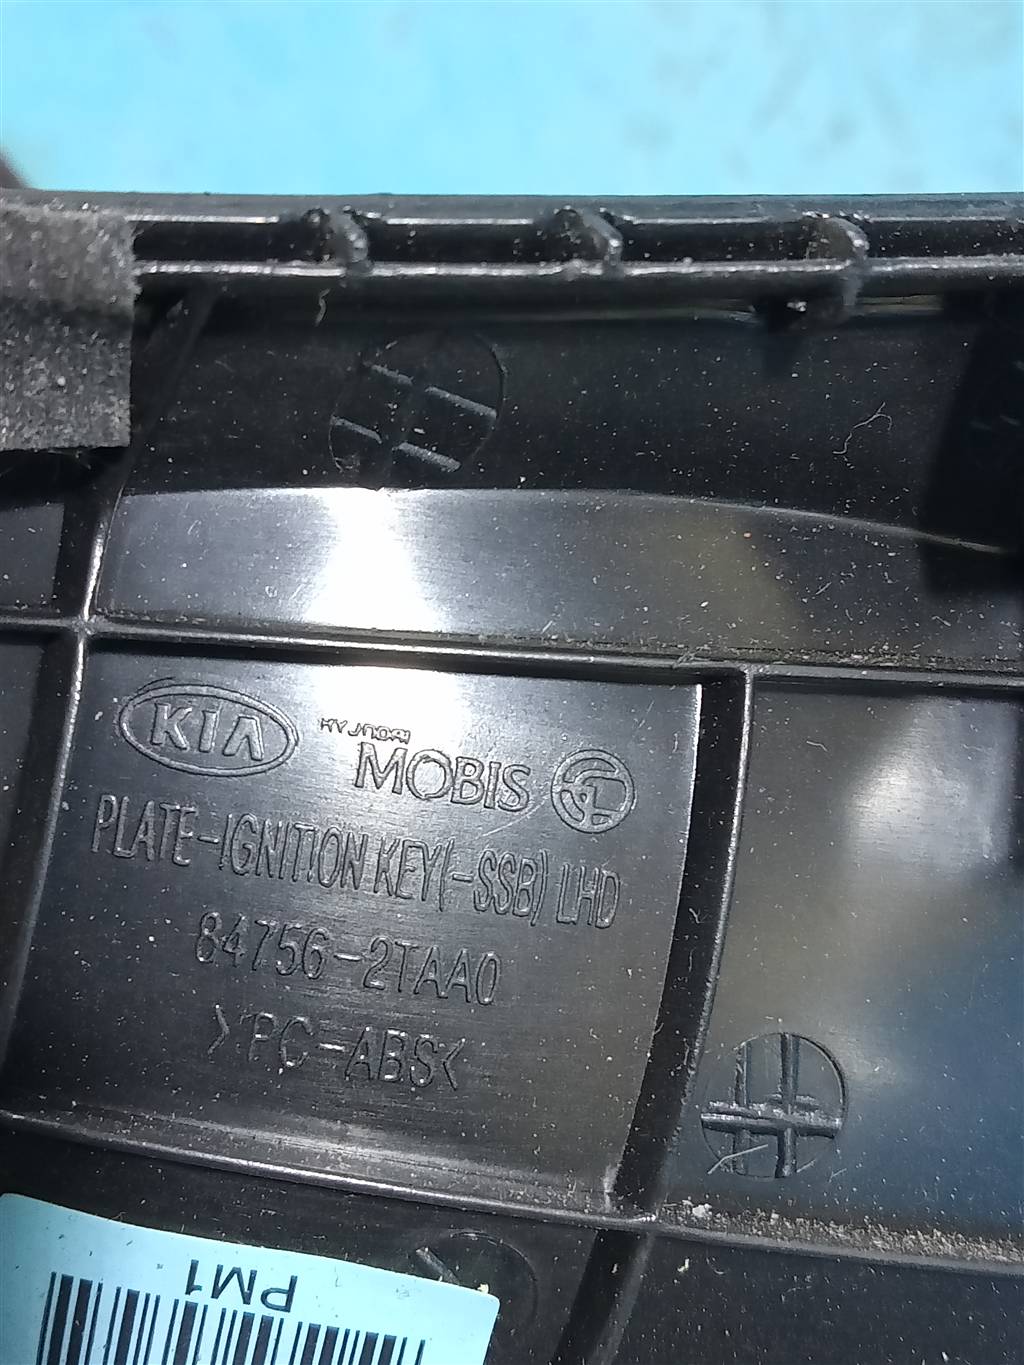 KIA
HYUNDAI
MOBIS
PLATE-IGNITION KEY(-SSB) LHD
84756-2TAA0
>PC-ABS<
PM1